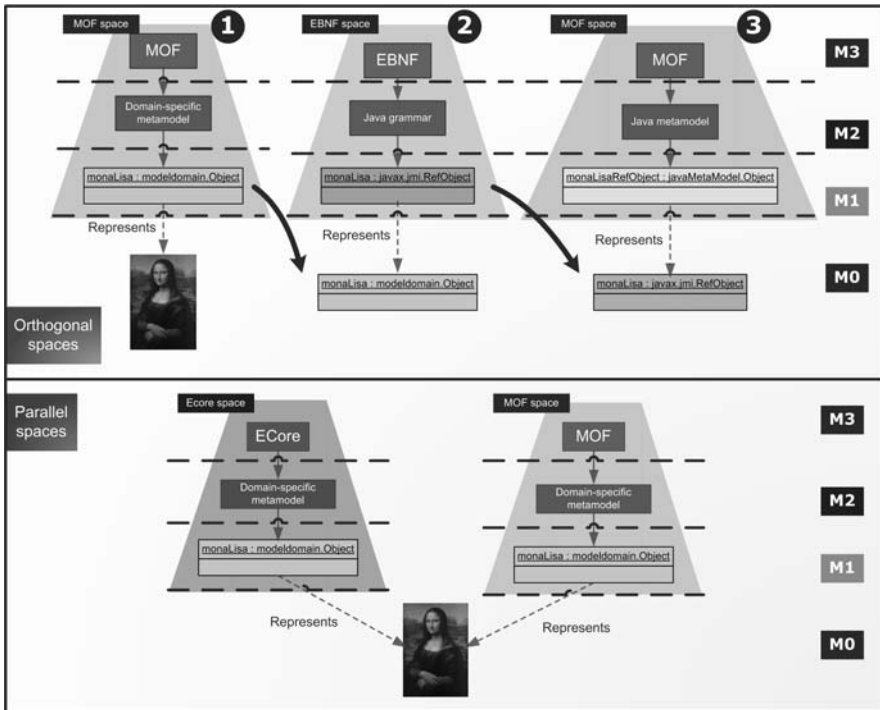 MOF space
1
EBNF space
2
MOF space
3
MOF
EBNF
MOF
M3
Domain-specific
metamodel
Java grammar
Java metamodel
M2
monaLisa : modeldomain.Object
monaLisa : javax.jmi.RefObject
monaLisaRefObject : javaMetaModel.Object
M1
Represents
Represents
Represents
monaLisa : modeldomain.Object
monaLisa : javax.jmi.RefObject
M0
Orthogonal
spaces
Parallel
spaces
Ecore space
MOF space
M3
ECore
MOF
Domain-specific
metamodel
Domain-specific
metamodel
M2
monaLisa : modeldomain.Object
monaLisa : modeldomain.Object
M1
Represents
Represents
M0